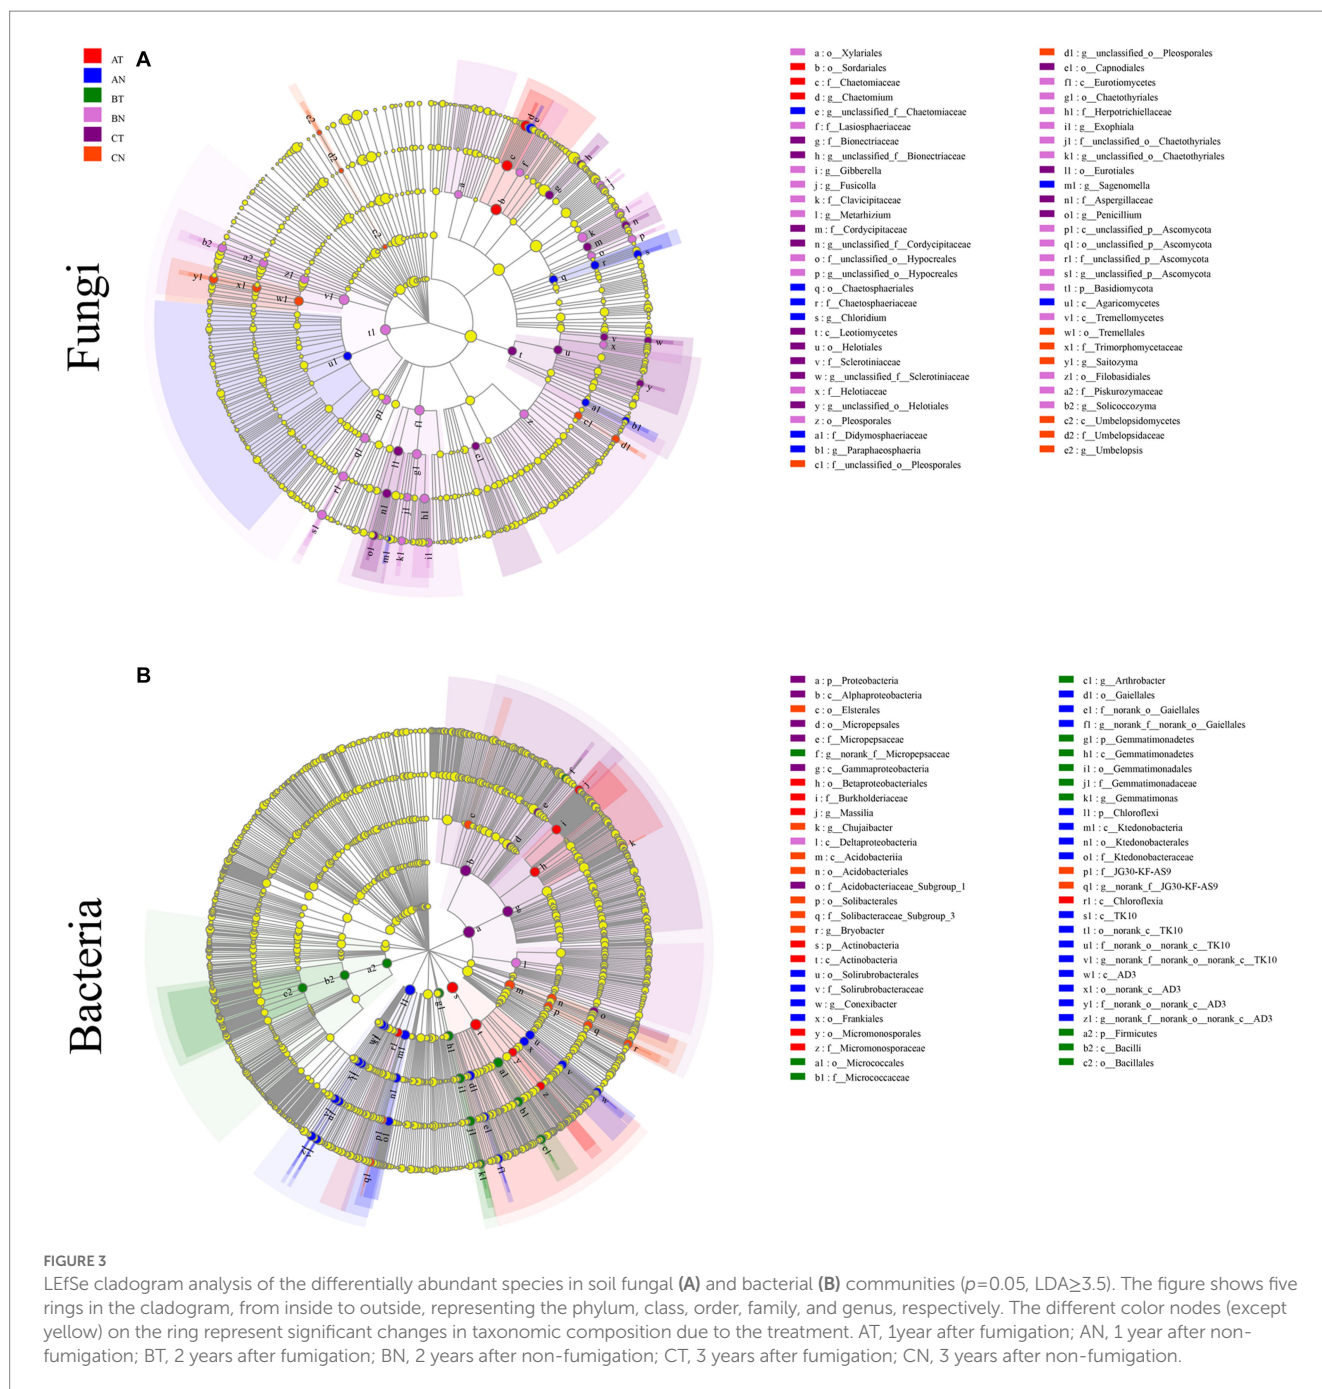 A
AT
AN
BT
BN
CT
CN
Fungi
a : o__Xylariales
b : o__Sordariales
c : f__Chaetomiaceae
d : g__Chaetomium
e : g__unclassified_f__Chaetomiaceae
f : f__Lasiosphaeriaceae
g : f__Bionectriaceae
h : g__unclassified_f__Bionectriaceae
i : g__Gibberella
j : g__Fusicolla
k : f__Clavicipitaceae
l : g__Metarhizium
m : f__Cordycipitaceae
n : g__unclassified_f__Cordycipitaceae
o : f__unclassified_o__Hypocreales
p : g__unclassified_o__Hypocreales
q : o__Chaetosphaeriales
r : f__Chaetosphaeriaceae
s : g__Chloridium
t : c__Leotiomycetes
u : o__Helotiales
v : f__Sclerotiniaceae
w : g__unclassified_f__Sclerotiniaceae
x : f__Helotiaceae
y : g__unclassified_o__Helotiales
z : o__Pleosporales
a1 : f__Didymosphaeriaceae
b1 : g__Paraphaeosphaeria
c1 : f__unclassified_o__Pleosporales
d1 : g__unclassified_o__Pleosporales
e1 : o__Capnodiales
f1 : c__Eurotiomycetes
g1 : o__Chaetothyriales
h1 : f__Herpotrichiellaceae
i1 : g__Exophiala
j1 : f__unclassified_o__Chaetothyriales
k1 : g__unclassified_o__Chaetothyriales
l1 : o__Eurotiales
m1 : g__Sagenomella
n1 : f__Aspergillaceae
o1 : g__Penicillium
p1 : c__unclassified_p__Ascomycota
q1 : o__unclassified_p__Ascomycota
r1 : f__unclassified_p__Ascomycota
s1 : g__unclassified_p__Ascomycota
t1 : p__Basidiomycota
u1 : c__Agaricomycetes
v1 : c__Tremellomycetes
w1 : o__Tremellales
x1 : f__Trimorphomycetaceae
y1 : g__Saitozyma
z1 : o__Filobasidiales
a2 : f__Piskurozymaceae
b2 : g__Solicoccozyma
c2 : c__Umbelopsidomycetes
d2 : f__Umbelopsidaceae
e2 : g__Umbelopsis
B
Bacteria
a : p__Proteobacteria
b : c__Alphaproteobacteria
c : o__Elsterales
d : o__Micropepsales
e : f__Micropepsaceae
f : g__norank_f__Micropepsaceae
g : c__Gammaproteobacteria
h : o__Betaproteobacteriales
i : f__Burkholderiaceae
j : g__Massilia
k : g__Chujaibacter
l : c__Deltaproteobacteria
m : c__Acidobacteriia
n : o__Acidobacteriales
o : f__Acidobacteriaceae_Subgroup_1
p : o__Solibacterales
q : f__Solibacteraceae_Subgroup_3
r : g__Bryobacter
s : p__Actinobacteria
t : c__Actinobacteria
u : o__Solirubrobacterales
v : f__Solirubrobacteraceae
w : g__Conexibacter
x : o__Frankiales
y : o__Micromonosporales
z : f__Micromonosporaceae
a1 : o__Micrococcales
b1 : f__Micrococcaceae
c1 : g__Arthrobacter
d1 : o__Gaiellales
e1 : f__norank_o__Gaiellales
f1 : g__norank_f__norank_o__Gaiellales
g1 : p__Gemmatimonadetes
h1 : c__Gemmatimonadetes
i1 : o__Gemmatimonadales
j1 : f__Gemmatimonadaceae
k1 : g__Gemmatimonas
l1 : p__Chloroflexi
m1 : c__Ktedonobacteria
n1 : o__Ktedonobacterales
o1 : f__Ktedonobacteraceae
p1 : f__JG30-KF-AS9
q1 : g__norank_f__JG30-KF-AS9
r1 : c__Chloroflexia
s1 : c__TK10
t1 : o__norank_c__TK10
u1 : f__norank_o__norank_c__TK10
v1 : g__norank_f__norank_o__norank_c__TK10
w1 : c__AD3
x1 : o__norank_c__AD3
y1 : f__norank_o__norank_c__AD3
z1 : g__norank_f__norank_o__norank_c__AD3
a2 : p__Firmicutes
b2 : c__Bacilli
c2 : o__Bacillales
FIGURE 3
LEfSe cladogram analysis of the differentially abundant species in soil fungal (A) and bacterial (B) communities (p=0.05, LDA≥3.5). The figure shows five
rings in the cladogram, from inside to outside, representing the phylum, class, order, family, and genus, respectively. The different color nodes (except
yellow) on the ring represent significant changes in taxonomic composition due to the treatment. AT, 1year after fumigation; AN, 1 year after non-
fumigation; BT, 2 years after fumigation; BN, 2 years after non-fumigation; CT, 3 years after fumigation; CN, 3 years after non-fumigation.